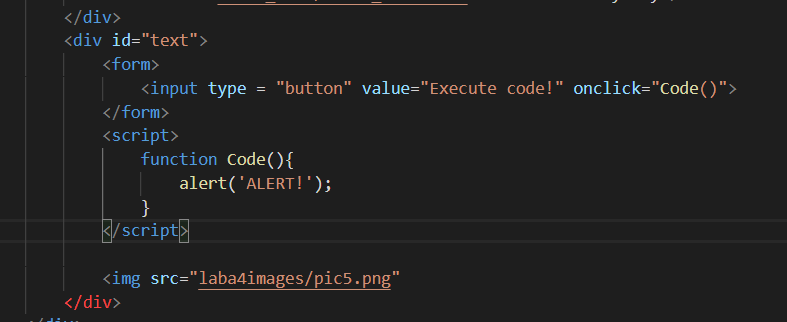 </div>
<div id="text">
<form>
<input type = "button" value="Execute code!" onclick="Code()">
</form>
<script>
function Code(){
alert('ALERT!');
}
</script>
<img src="laba4images/pic5.png"
</div>